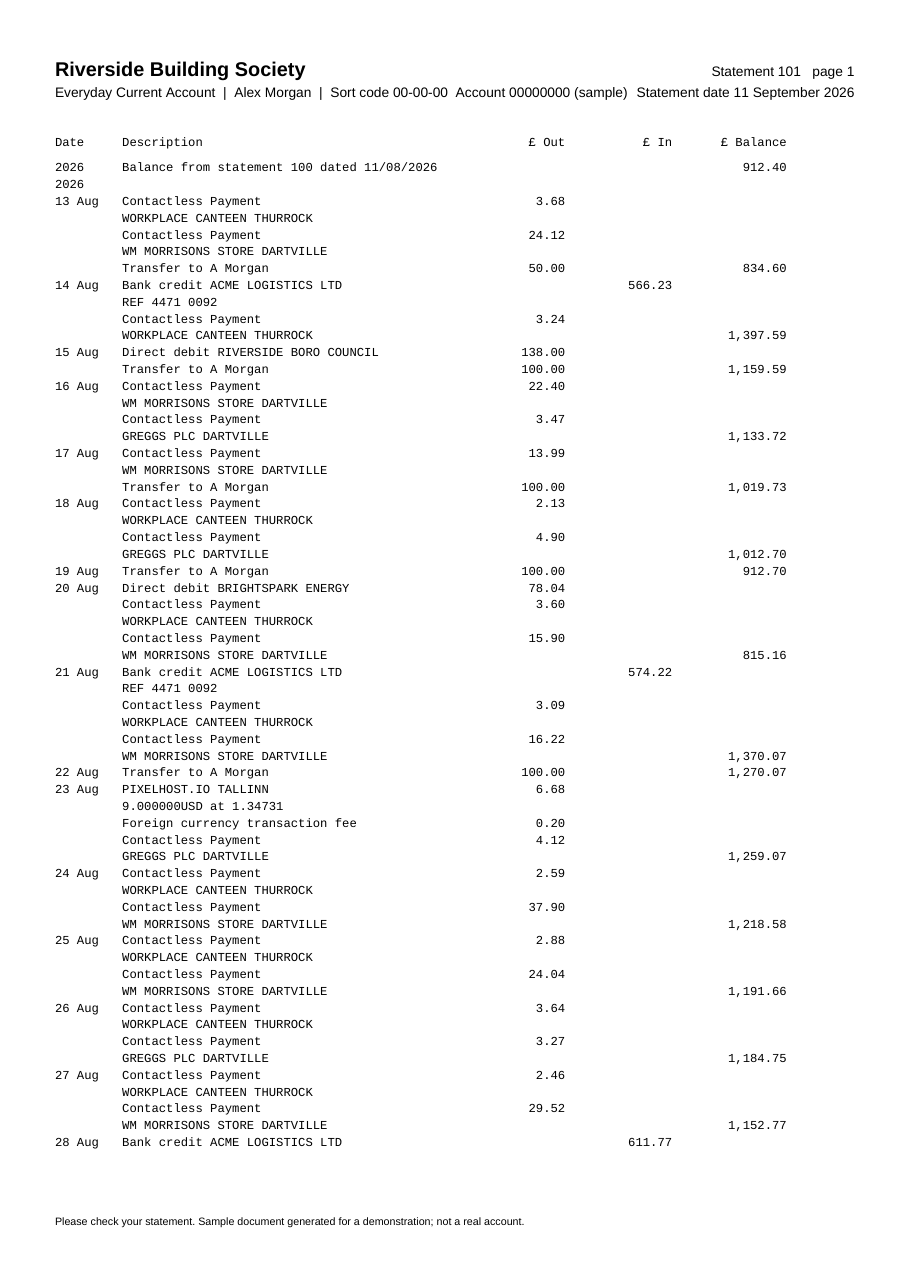 Riverside Building Society    Statement 101   page 1
Everyday Current Account  |  Alex Morgan  |  Sort code 00-00-00  Account 00000000 (sample)  Statement date 11 September 2026
Date    Description    £ Out    £ In    £ Balance
2026    Balance from statement 100 dated 11/08/2026    912.40
2026
13 Aug    Contactless Payment    3.68
WORKPLACE CANTEEN THURROCK
Contactless Payment    24.12
WM MORRISONS STORE DARTVILLE
Transfer to A Morgan    50.00    834.60
14 Aug    Bank credit ACME LOGISTICS LTD    566.23
REF 4471 0092
Contactless Payment    3.24
WORKPLACE CANTEEN THURROCK    1,397.59
15 Aug    Direct debit RIVERSIDE BORO COUNCIL    138.00
Transfer to A Morgan    100.00    1,159.59
16 Aug    Contactless Payment    22.40
WM MORRISONS STORE DARTVILLE
Contactless Payment    3.47
GREGGS PLC DARTVILLE    1,133.72
17 Aug    Contactless Payment    13.99
WM MORRISONS STORE DARTVILLE
Transfer to A Morgan    100.00    1,019.73
18 Aug    Contactless Payment    2.13
WORKPLACE CANTEEN THURROCK
Contactless Payment    4.90
GREGGS PLC DARTVILLE    1,012.70
19 Aug    Transfer to A Morgan    100.00    912.70
20 Aug    Direct debit BRIGHTSPARK ENERGY    78.04
Contactless Payment    3.60
WORKPLACE CANTEEN THURROCK
Contactless Payment    15.90
WM MORRISONS STORE DARTVILLE    815.16
21 Aug    Bank credit ACME LOGISTICS LTD    574.22
REF 4471 0092
Contactless Payment    3.09
WORKPLACE CANTEEN THURROCK
Contactless Payment    16.22
WM MORRISONS STORE DARTVILLE    1,370.07
22 Aug    Transfer to A Morgan    100.00    1,270.07
23 Aug    PIXELHOST.IO TALLINN    6.68
9.000000USD at 1.34731
Foreign currency transaction fee    0.20
Contactless Payment    4.12
GREGGS PLC DARTVILLE    1,259.07
24 Aug    Contactless Payment    2.59
WORKPLACE CANTEEN THURROCK
Contactless Payment    37.90
WM MORRISONS STORE DARTVILLE    1,218.58
25 Aug    Contactless Payment    2.88
WORKPLACE CANTEEN THURROCK
Contactless Payment    24.04
WM MORRISONS STORE DARTVILLE    1,191.66
26 Aug    Contactless Payment    3.64
WORKPLACE CANTEEN THURROCK
Contactless Payment    3.27
GREGGS PLC DARTVILLE    1,184.75
27 Aug    Contactless Payment    2.46
WORKPLACE CANTEEN THURROCK
Contactless Payment    29.52
WM MORRISONS STORE DARTVILLE    1,152.77
28 Aug    Bank credit ACME LOGISTICS LTD    611.77
Please check your statement. Sample document generated for a demonstration; not a real account.